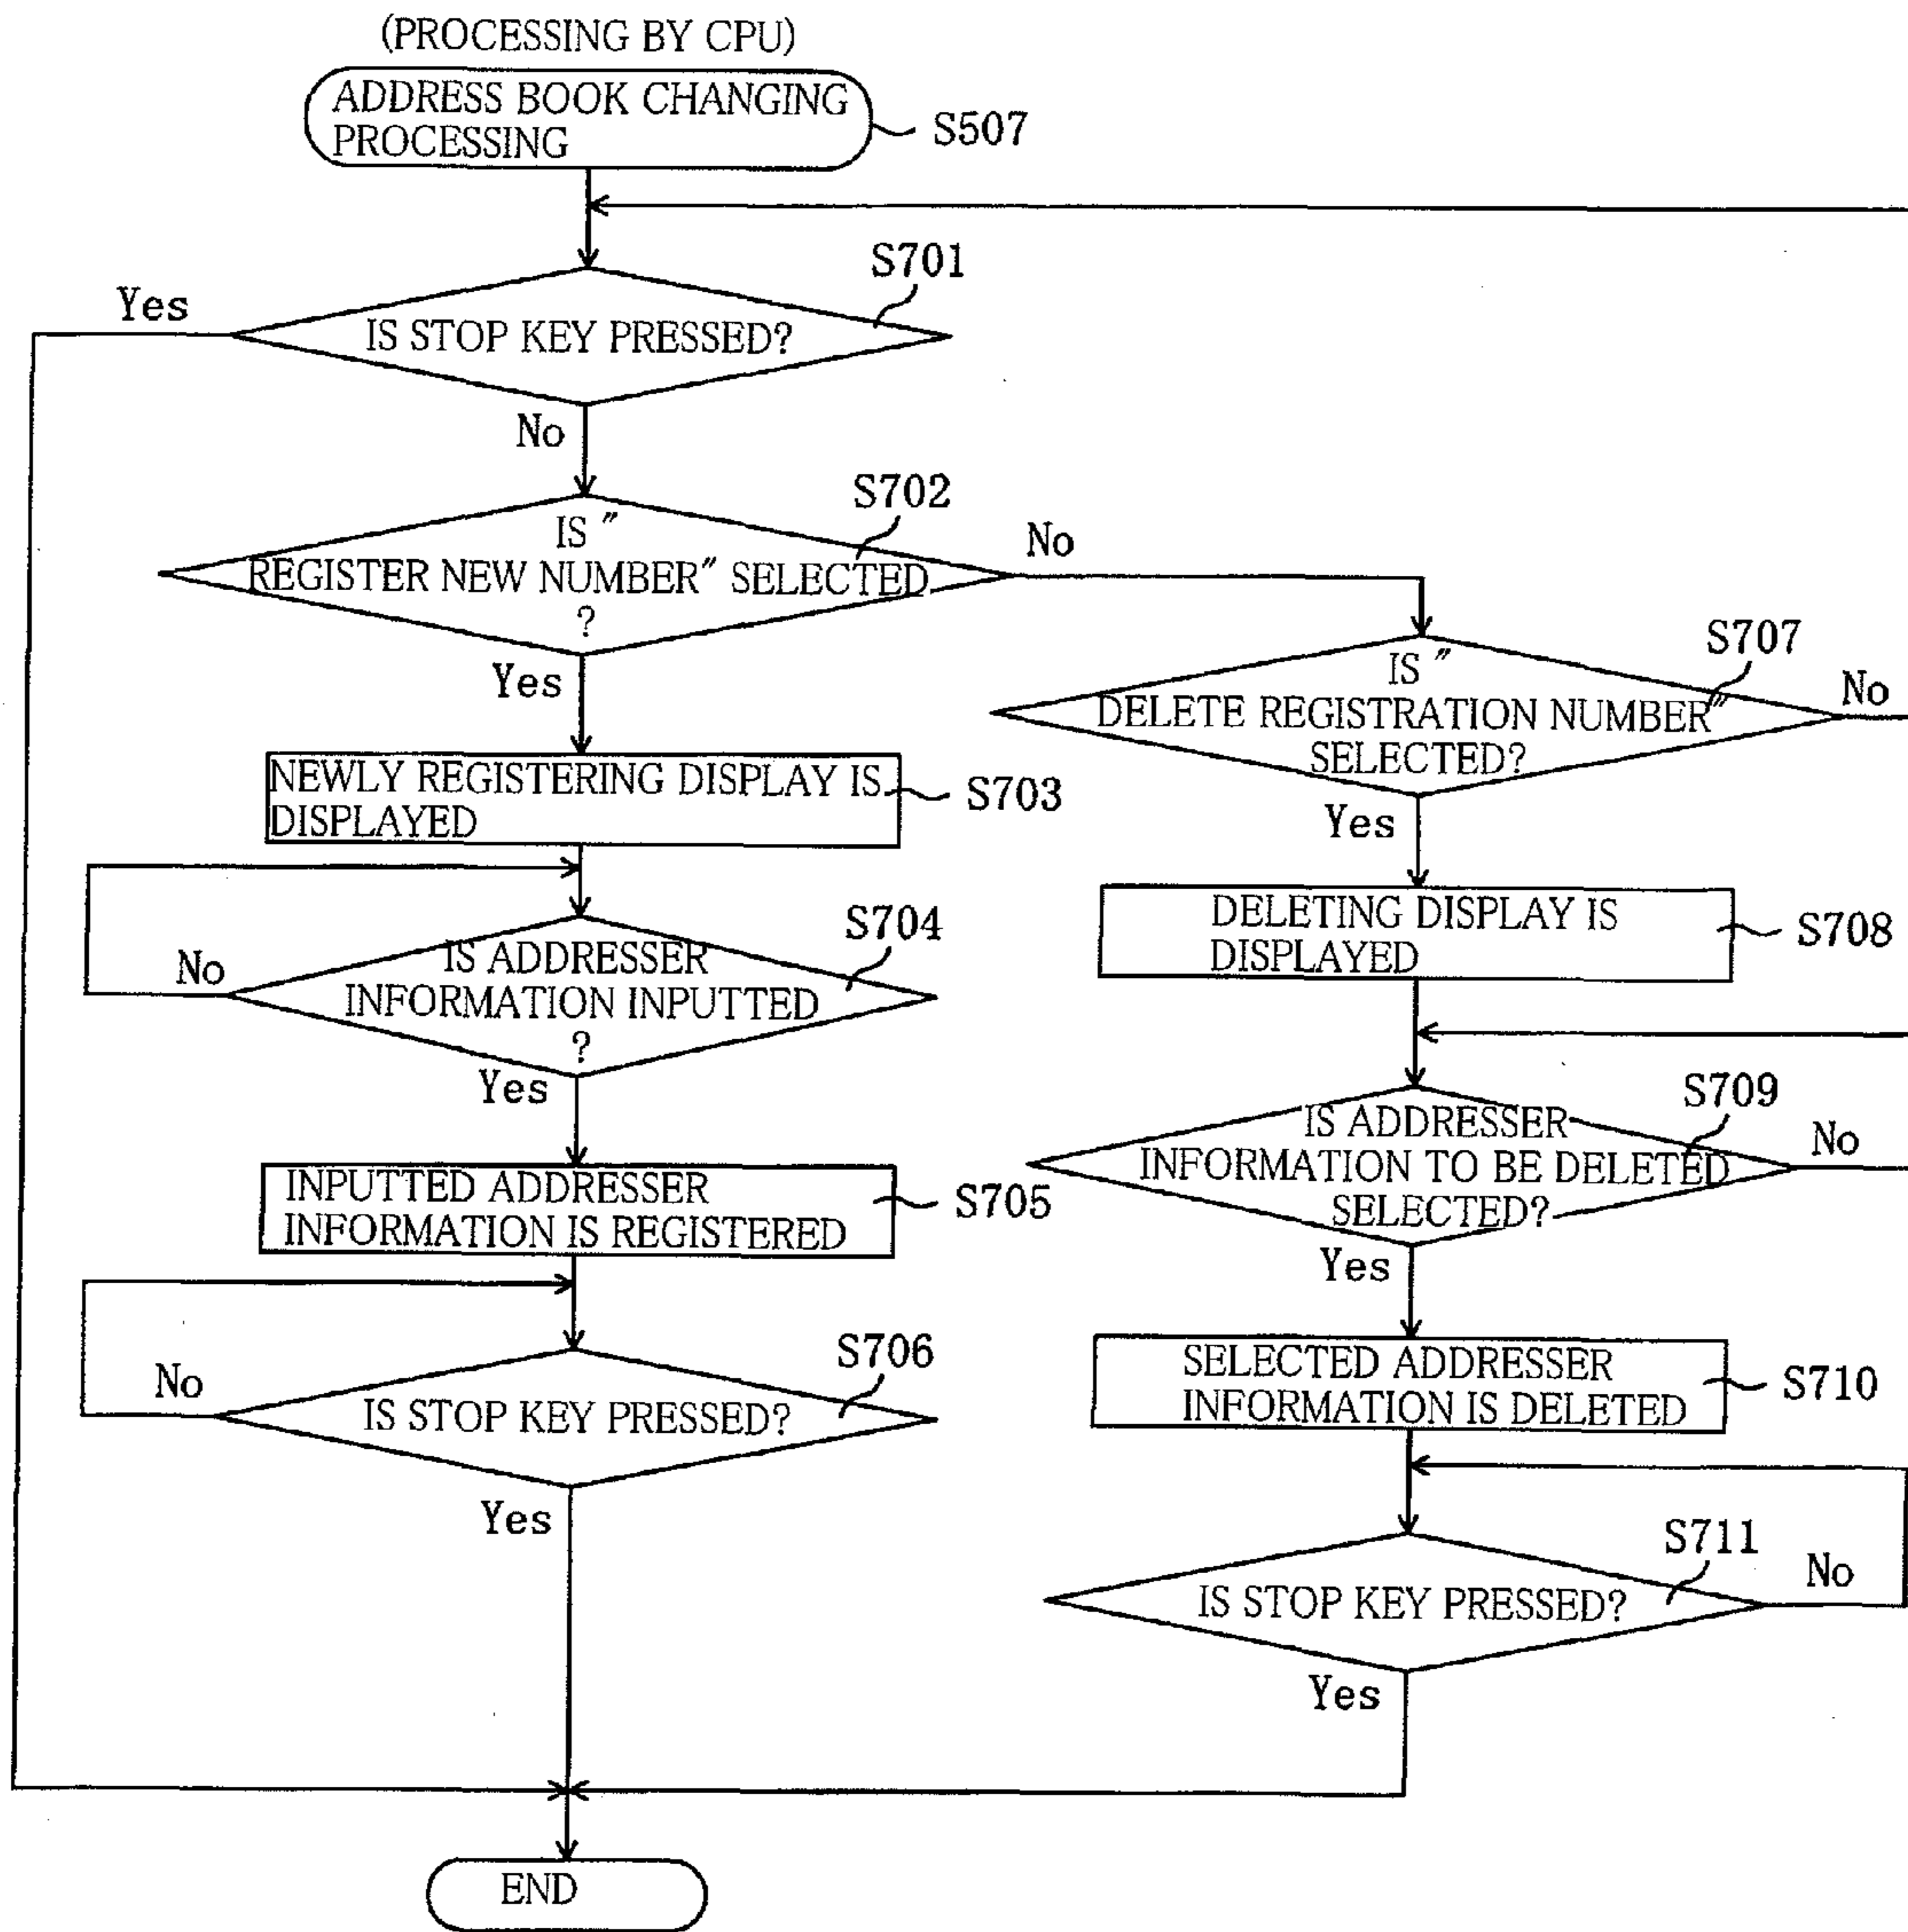 (PROCESSING BY CPU)
ADDRESS BOOK CHANGING
PROCESSING
S507
S701
Yes
IS STOP KEY PRESSED?
No
S702
IS "
REGISTER NEW NUMBER" SELECTED
?
No
Yes
S707
IS "
DELETE REGISTRATION NUMBER"
SELECTED?
No
Yes
NEWLY REGISTERING DISPLAY IS
DISPLAYED
S703
DELETING DISPLAY IS
DISPLAYED
S708
S704
IS ADDRESSER
INFORMATION INPUTTED
?
No
Yes
S709
IS ADDRESSER
INFORMATION TO BE DELETED
SELECTED?
No
Yes
INPUTTED ADDRESSER
INFORMATION IS REGISTERED
S705
SELECTED ADDRESSER
INFORMATION IS DELETED
S710
S706
No
IS STOP KEY PRESSED?
Yes
S711
IS STOP KEY PRESSED?
No
Yes
END